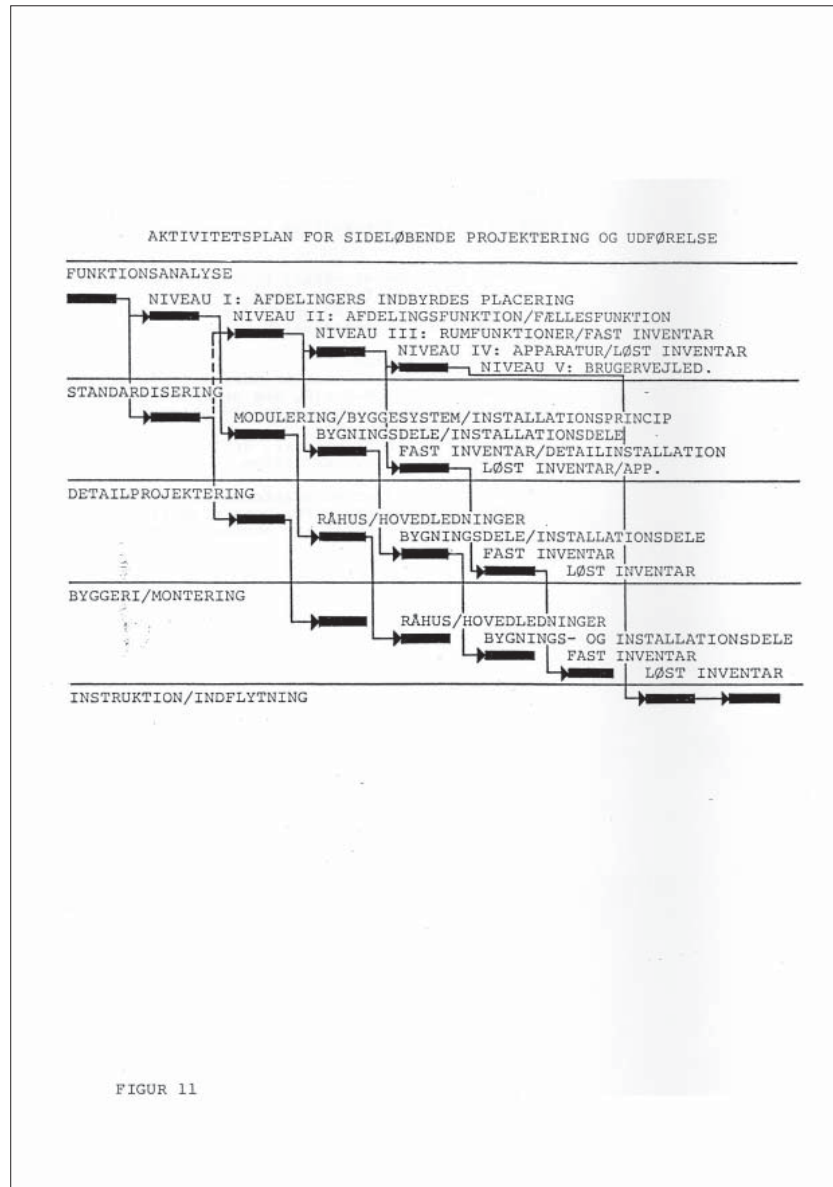 AKTIVITETSPLAN FOR SIDELØBENDE PROJEKTERING OG UDFØRELSE
FUNKTIONSANALYSE
NIVEAU I: AFDELINGERS INDBYRDES PLACERING
NIVEAU II: AFDELINGSFUNKTION/FÆLLESFUNKTION
NIVEAU III: RUMFUNKTIONER/FAST INVENTAR
NIVEAU IV: APPARATUR/LØST INVENTAR
NIVEAU V: BRUGERVEJLED.
STANDARDISERING
MODULERING/BYGGESYSTEM/INSTALLATIONSPRINCIP
BYGNINGSDELE/INSTALLATIONSDELE
FAST INVENTAR/DETAILINSTALLATION
LØST INVENTAR/APP.
DETAILPROJEKTERING
RÅHUS/HOVEDLEDNINGER
BYGNINGSDELE/INSTALLATIONSDELE
FAST INVENTAR
LØST INVENTAR
BYGGERI/MONTERING
RÅHUS/HOVEDLEDNINGER
BYGNINGS- OG INSTALLATIONSDELE
FAST INVENTAR
LØST INVENTAR
INSTRUKTION/INDFLYTNING
FIGUR 11